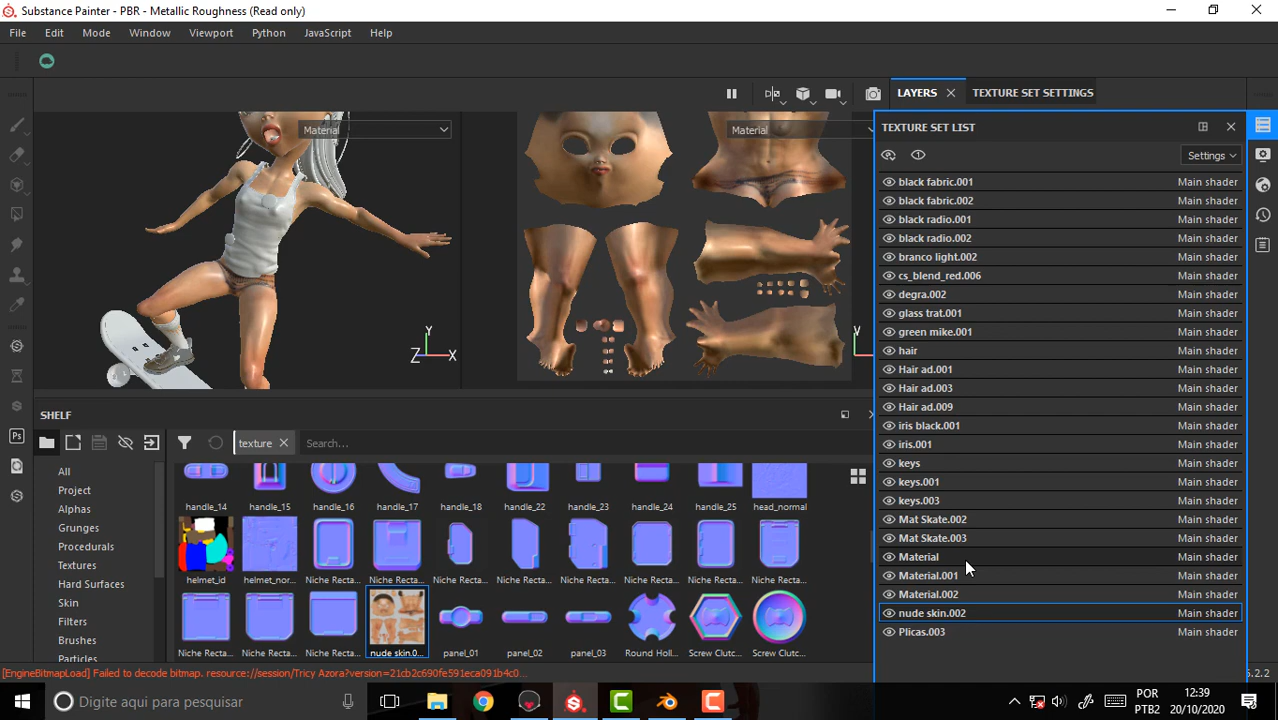 Substance Painter - PBR - Metallic Roughness (Read only)
File Edit Mode Window Viewport Python JavaScript Help
LAYERS TEXTURE SET SETTINGS
Material
Material
Y
Z X
Y
TEXTURE SET LIST
Settings
black fabric.001 Main shader
black fabric.002 Main shader
black radio.001 Main shader
black radio.002 Main shader
branco light.002 Main shader
cs_blend_red.006 Main shader
degra.002 Main shader
glass trat.001 Main shader
green mike.001 Main shader
hair Main shader
Hair ad.001 Main shader
Hair ad.003 Main shader
Hair ad.009 Main shader
iris black.001 Main shader
iris.001 Main shader
keys Main shader
keys.001 Main shader
keys.003 Main shader
Mat Skate.002 Main shader
Mat Skate.003 Main shader
Material Main shader
Material.001 Main shader
Material.002 Main shader
nude skin.002 Main shader
Plicas.003 Main shader
SHELF
Ps
texture Search...
All
Project
Alphas
Grunges
Procedurals
Textures
Hard Surfaces
Skin
Filters
Brushes
Particles
handle_14 handle_15 handle_16 handle_17 handle_18 handle_22 handle_23 handle_24 handle_25 head_normal
helmet_id helmet_nor... Niche Recta... Niche Recta... Niche Recta... Niche Recta... Niche Recta... Niche Recta... Niche Recta... Niche Recta...
Niche Recta... Niche Recta... Niche Recta... nude skin.0... panel_01 panel_02 panel_03 Round Holl... Screw Clutc... Screw Clutc...
[EngineBitmapLoad] Failed to decode bitmap. resource://session/Tricy Azora?version=21cb2c690fe591eca091b4c0...
6.2.2
Digite aqui para pesquisar
POR
PTB2
12:39
20/10/2020